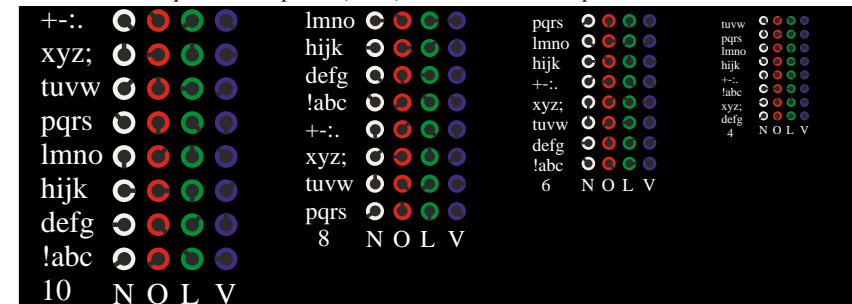 +-:.
xyz;
tuvw
pqrs
lmno
hijk
defg
!abc
10 N O L V
lmno
hijk
defg
!abc
+-:.
xyz;
tuvw
pqrs
8 N O L V
pqrs
lmno
hijk
+-:.
xyz;
tuvw
defg
!abc
6 N O L V
tuvw
pqrs
lmno
hijk
+-:.
!abc
xyz;
defg
4 N O L V